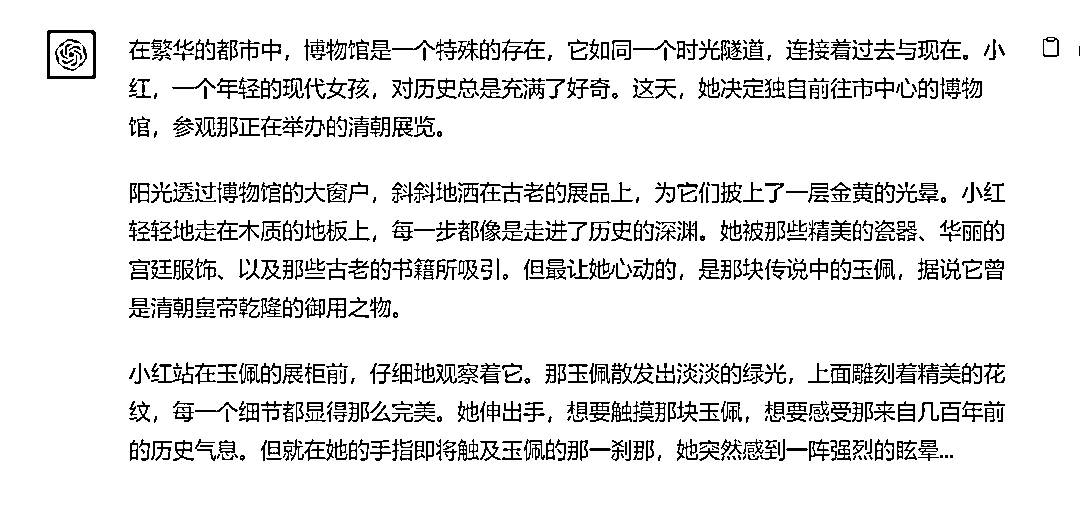 在繁华的都市中，博物馆是一个特殊的存在，它如同一个时光隧道，连接着过去与现在。小
红，一个年轻的现代女孩，对历史总是充满了好奇。这天，她决定独自前往市中心的博物
馆，参观那正在举办的清朝展览。
阳光透过博物馆的大窗户，斜斜地洒在古老的展品上，为它们披上了一层金黄的光晕。小红
轻轻地走在木质的地板上，每一步都像是走进了历史的深渊。她被那些精美的瓷器、华丽的
宫廷服饰、以及那些古老的书籍所吸引。但最让她心动的，是那块传说中的玉佩，据说它曾
是清朝皇帝乾隆的御用之物。
小红站在玉佩的展柜前，仔细地观察着它。那玉佩散发出淡淡的绿光，上面雕刻着精美的花
纹，每一个细节都显得那么完美。她伸出手，想要触摸那块玉佩，想要感受那来自几百年前
的历史气息。但就在她的手指即将触及玉佩的那一刹那，她突然感到一阵强烈的眩晕...